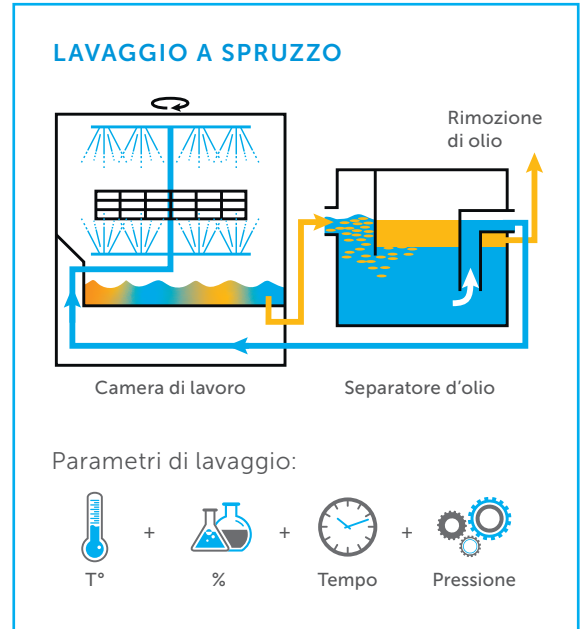 LAVAGGIO A SPRUZZO
Rimozione
di olio
Camera di lavoro
Separatore d'olio
Parametri di lavaggio:
+
+
+
T°
%
Tempo
Pressione